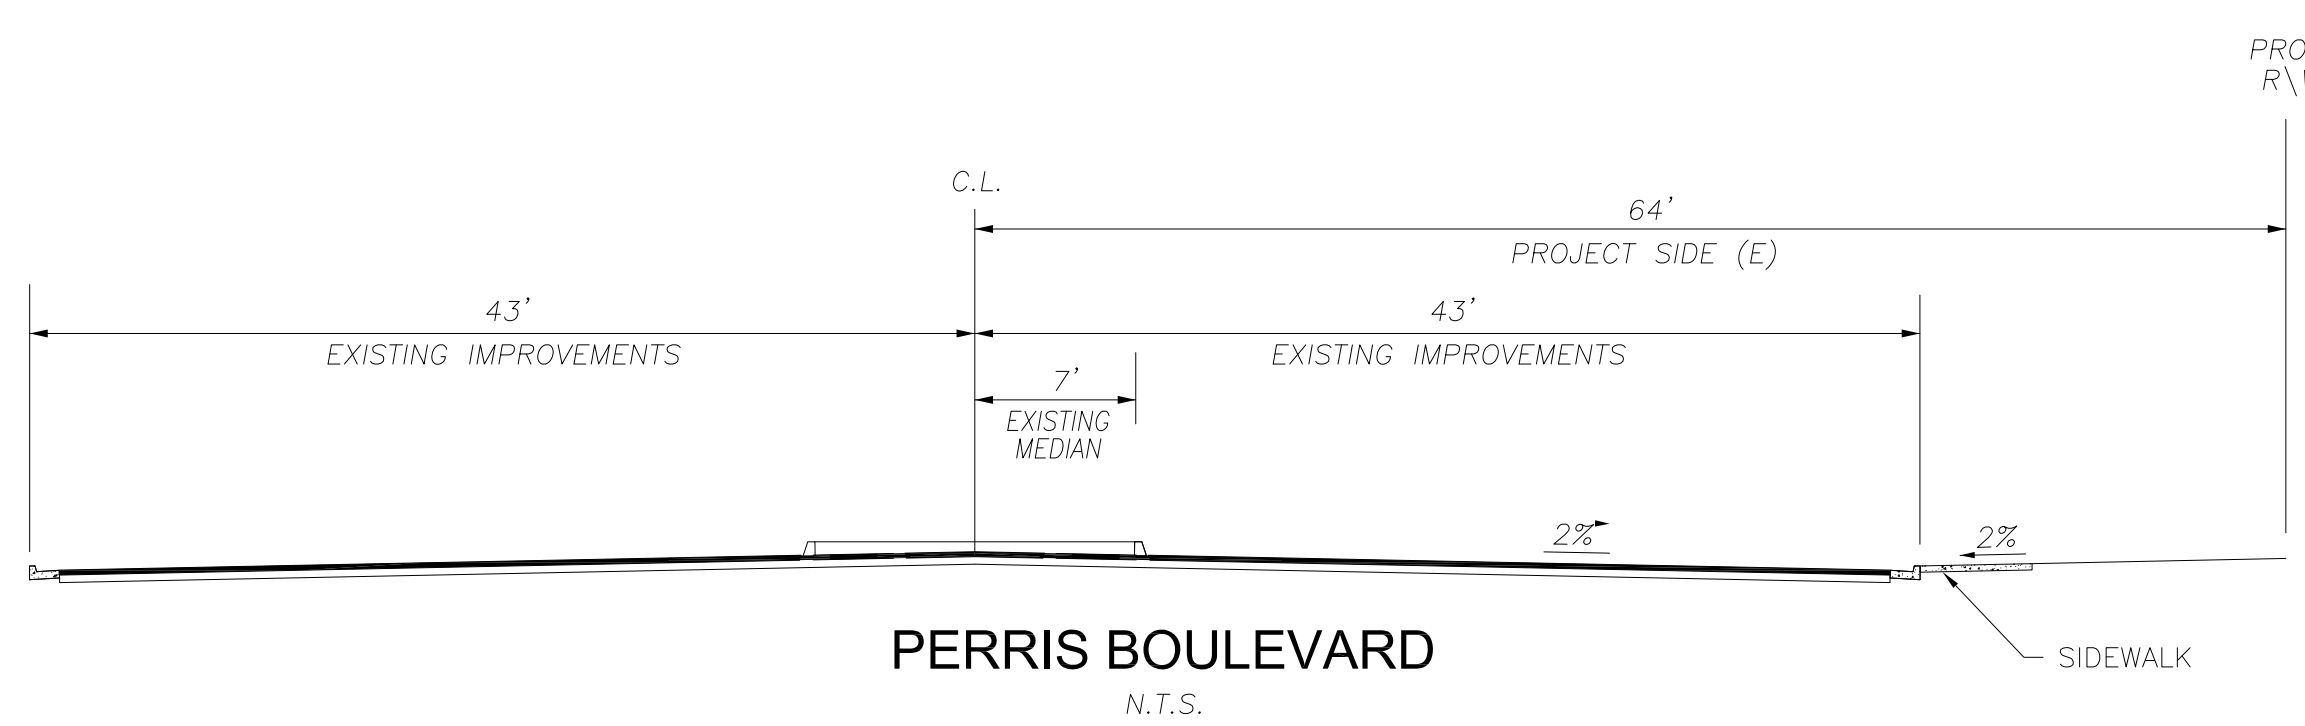 C.L.
64'
PROJECT SIDE (E)
43'
EXISTING IMPROVEMENTS
43'
EXISTING IMPROVEMENTS
7'
EXISTING
MEDIAN
2%
2%
SIDEWALK
PERRIS BOULEVARD
N.T.S.